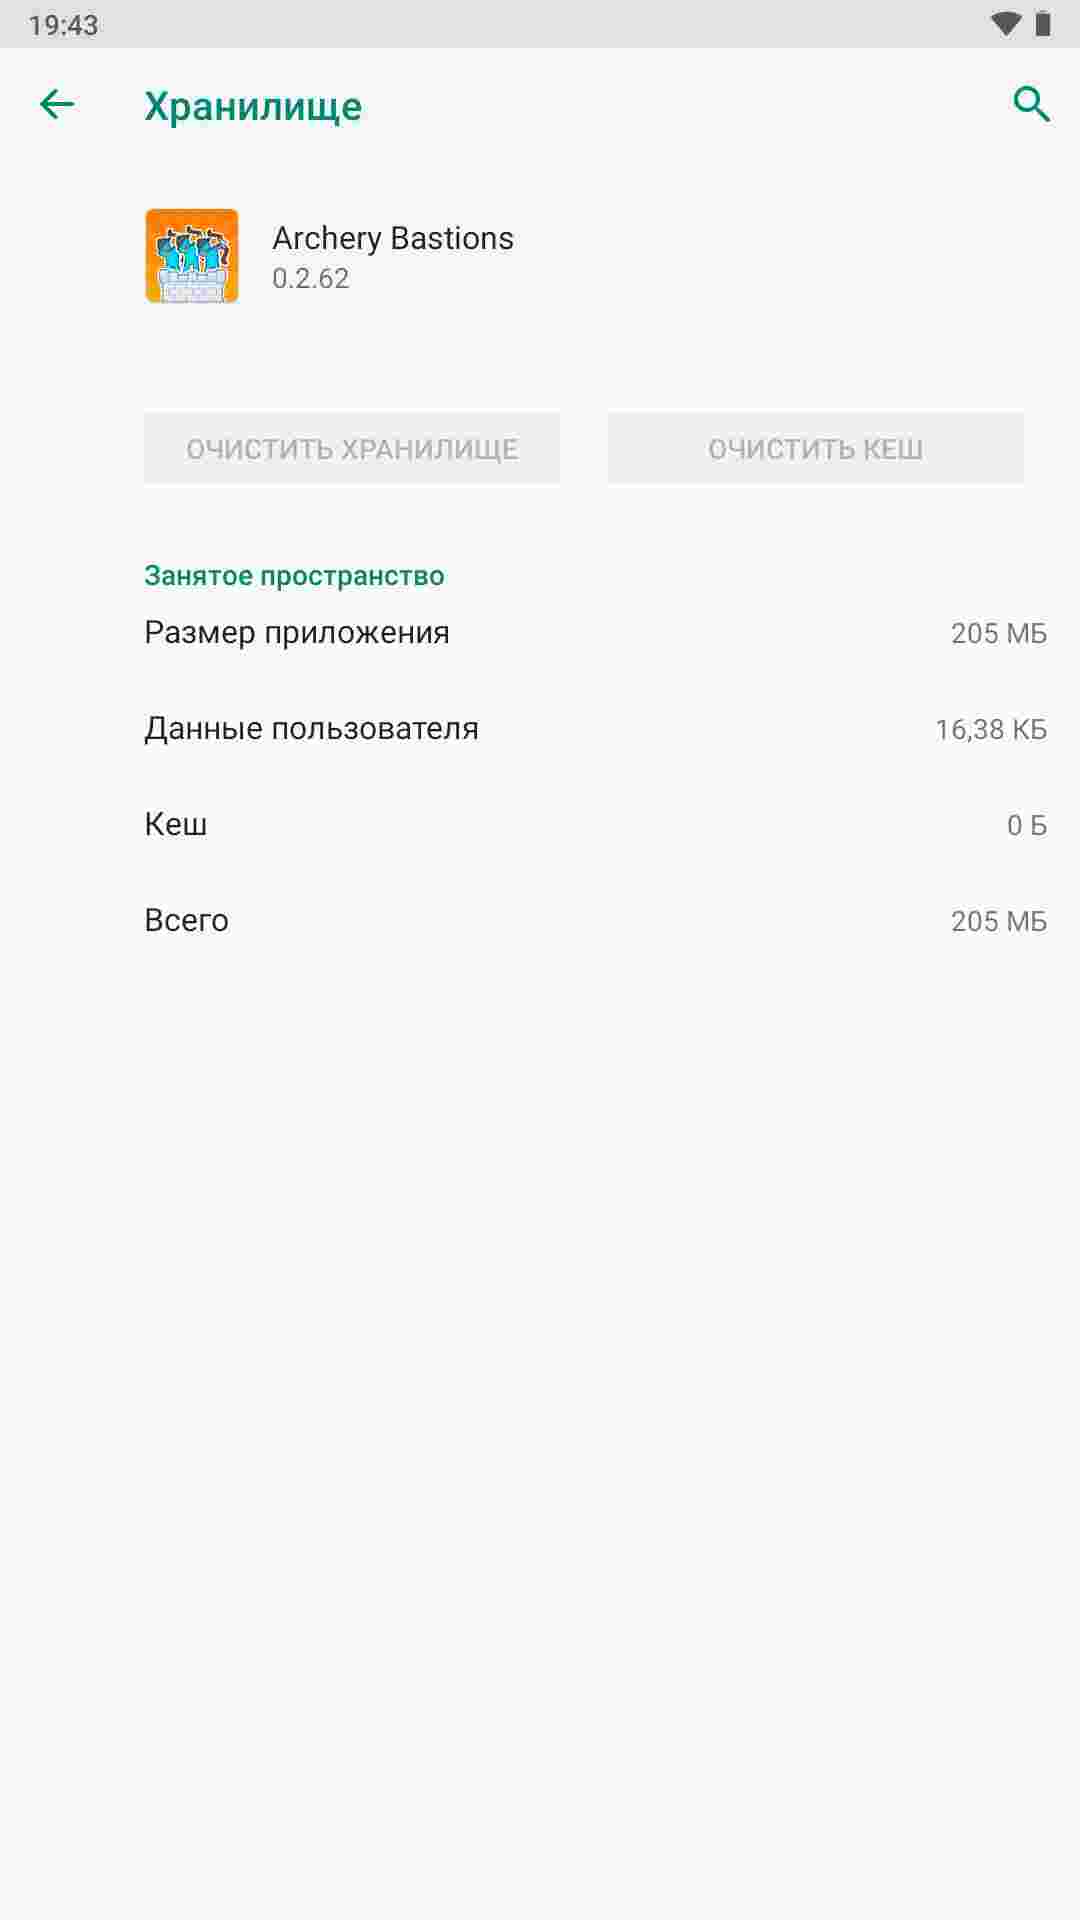 19:43
Хранилище
Archery Bastions
0.2.62
ОЧИСТИТЬ ХРАНИЛИЩЕ
ОЧИСТИТЬ КЕШ
Занятое пространство
Размер приложения
205 МБ
Данные пользователя
16,38 КБ
Кеш
0 Б
Всего
205 МБ